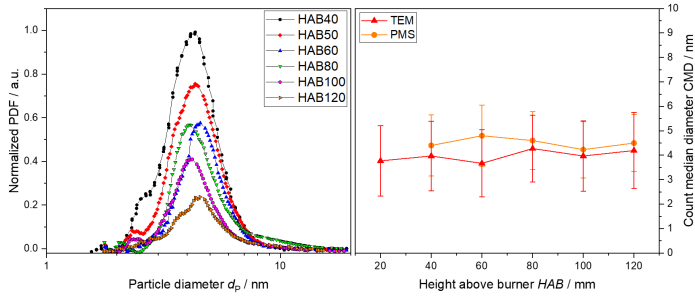 HAB40
HAB50
HAB60
HAB80
HAB100
HAB120
Normalized PDF / a.u.
1.0
0.8
0.6
0.4
0.2
0.0
1
10
Particle diameter dP / nm
TEM
PMS
10
9
8
7
6
5
4
3
2
1
0
Count median diameter CMD / nm
20
40
60
80
100
120
Height above burner HAB / mm